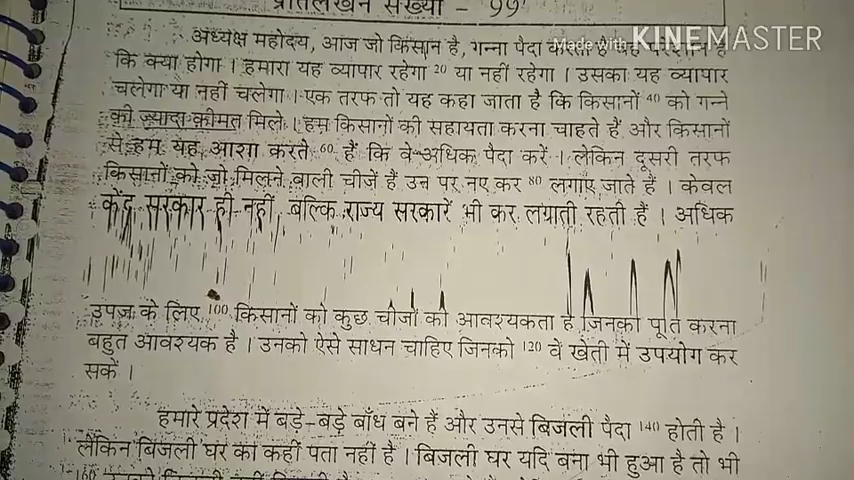 प्रतिलेखन संख्या - 99
Made with KINEMASTER
अध्यक्ष महोदय, आज जो किसान है, गन्ना पैदा करता है वह परेशान है
कि क्या होगा । हमारा यह व्यापार रहेगा 20 या नहीं रहेगा । उसका यह व्यापार
चलेगा या नहीं चलेगा । एक तरफ तो यह कहा जाता है कि किसानों 40 को गन्ने
की ज्यादा कीमत मिले । हम किसानों की सहायता करना चाहते हैं और किसानों
से हम यह आशा करते 60 हैं कि वे अधिक पैदा करें । लेकिन दूसरी तरफ
किसानों को जो मिलने वाली चीजें हैं उन पर नए कर 80 लगाए जाते हैं । केवल
केंद्र सरकार ही नहीं, बल्कि राज्य सरकारें भी कर लगाती रहती हैं । अधिक
उपज के लिए 100 किसानों को कुछ चीजों की आवश्यकता है जिनकी पूर्ति करना
बहुत आवश्यक है । उनको ऐसे साधन चाहिए जिनको 120 वे खेती में उपयोग कर
सकें ।
हमारे प्रदेश में बड़े-बड़े बाँध बने हैं और उनसे बिजली पैदा 140 होती है ।
लेकिन बिजली घर का कहीं पता नहीं है । बिजली घर यदि बना भी हुआ है तो भी
160